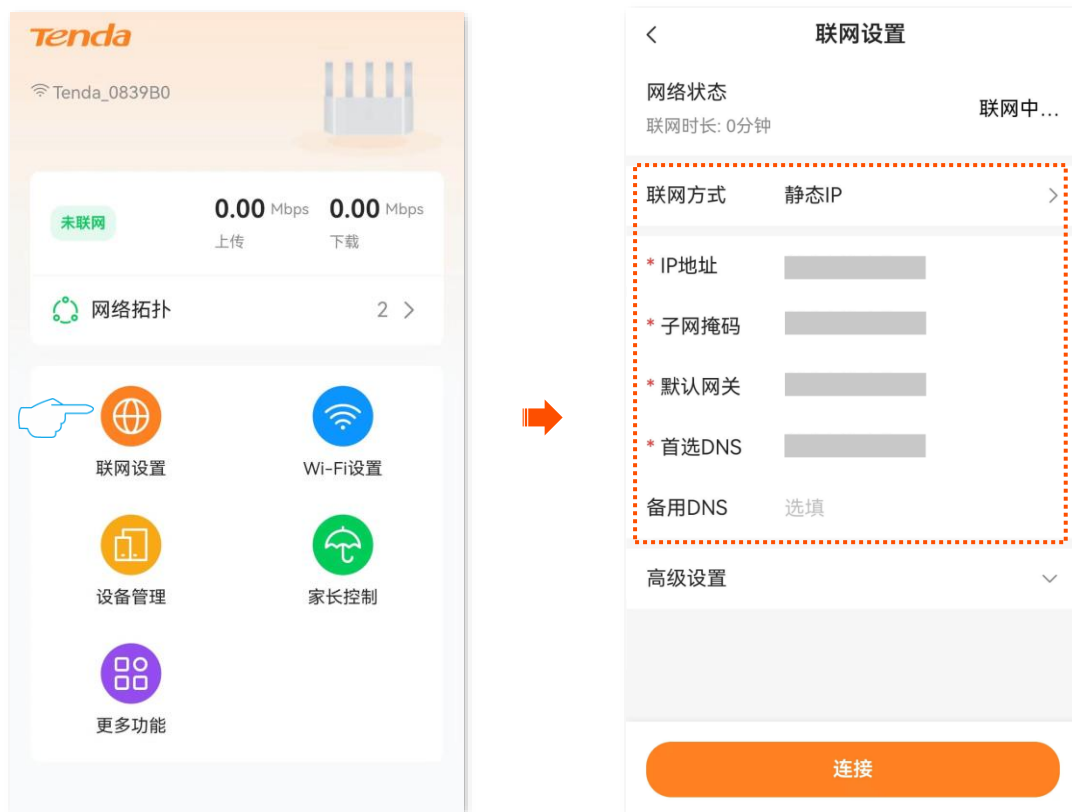 Tenda
Tenda_0839B0
未联网
0.00 Mbps
上传
0.00 Mbps
下载
网络拓扑
2
联网设置
Wi-Fi设置
设备管理
家长控制
更多功能
联网设置
网络状态
联网时长: 0分钟
联网中...
联网方式 静态IP
* IP地址
* 子网掩码
* 默认网关
* 首选DNS
备用DNS 选填
高级设置
连接